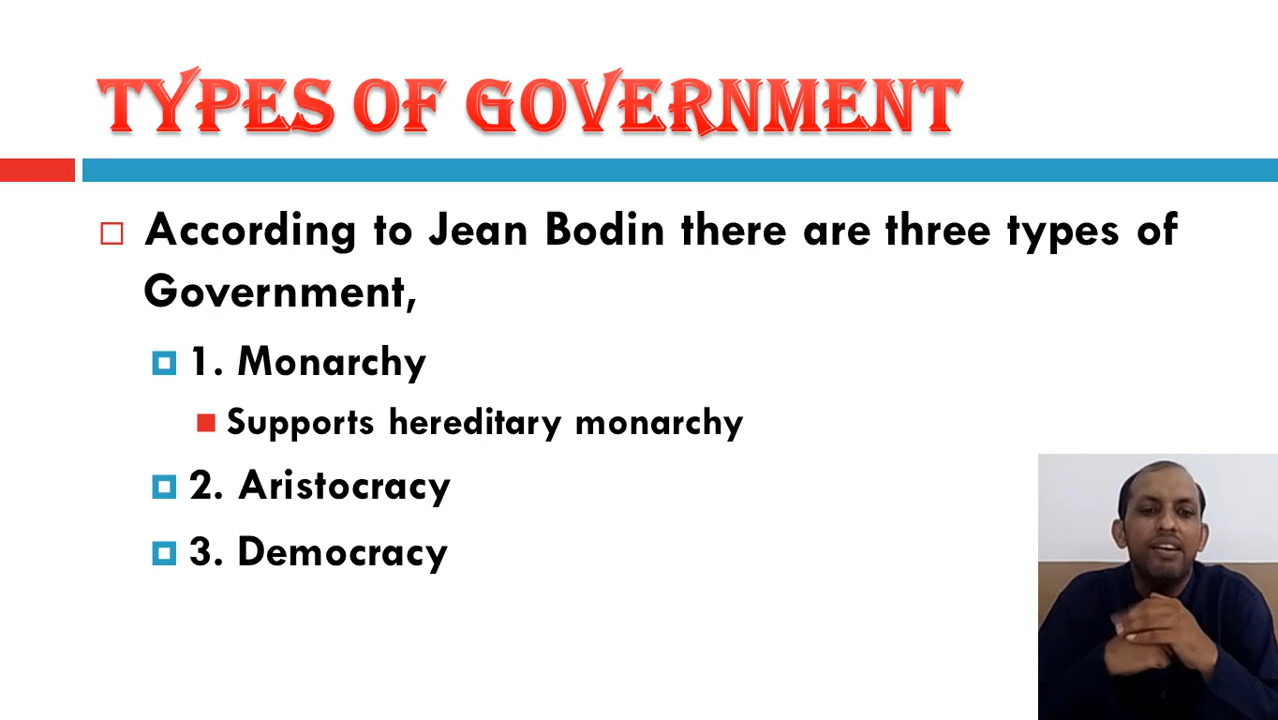 TYPES OF GOVERNMENT
According to Jean Bodin there are three types of
Government,
1. Monarchy
Supports hereditary monarchy
2. Aristocracy
3. Democracy